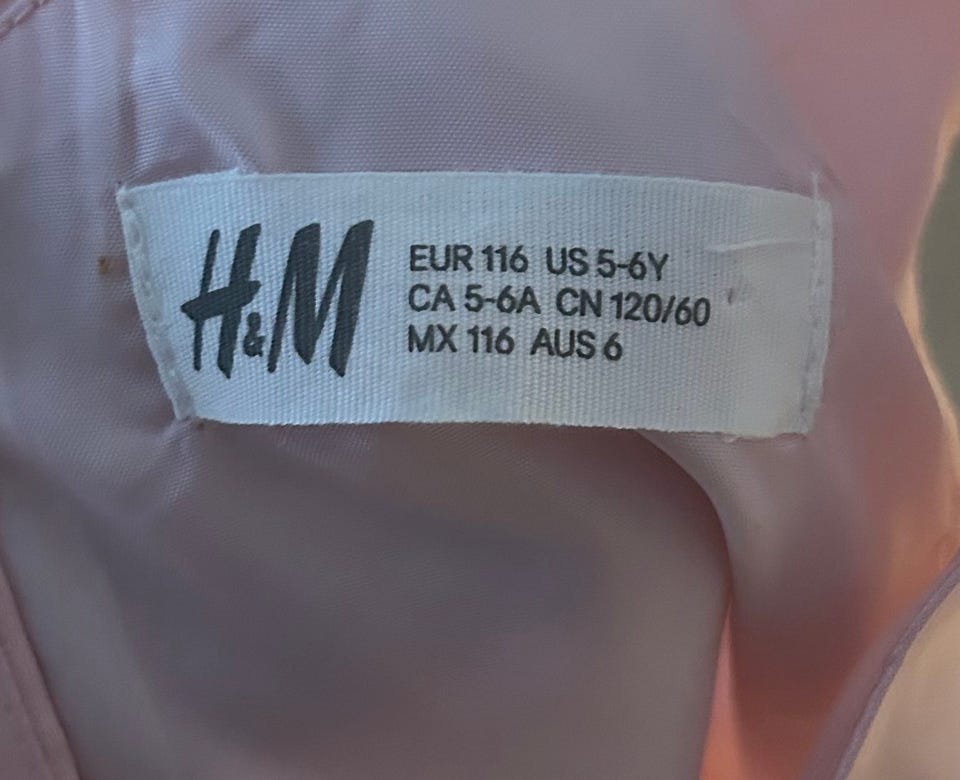 H&M
EUR 116 US 5-6Y
CA 5-6A CN 120/60
MX 116 AUS 6